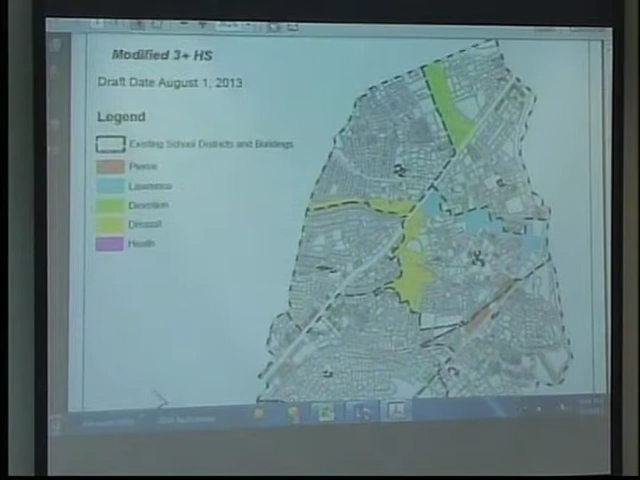 Modified 3+ HS
Draft Date August 1, 2013
Legend
Existing School Districts and Buildings
Pierce
Lawrence
Devotion
Driscoll
Heath